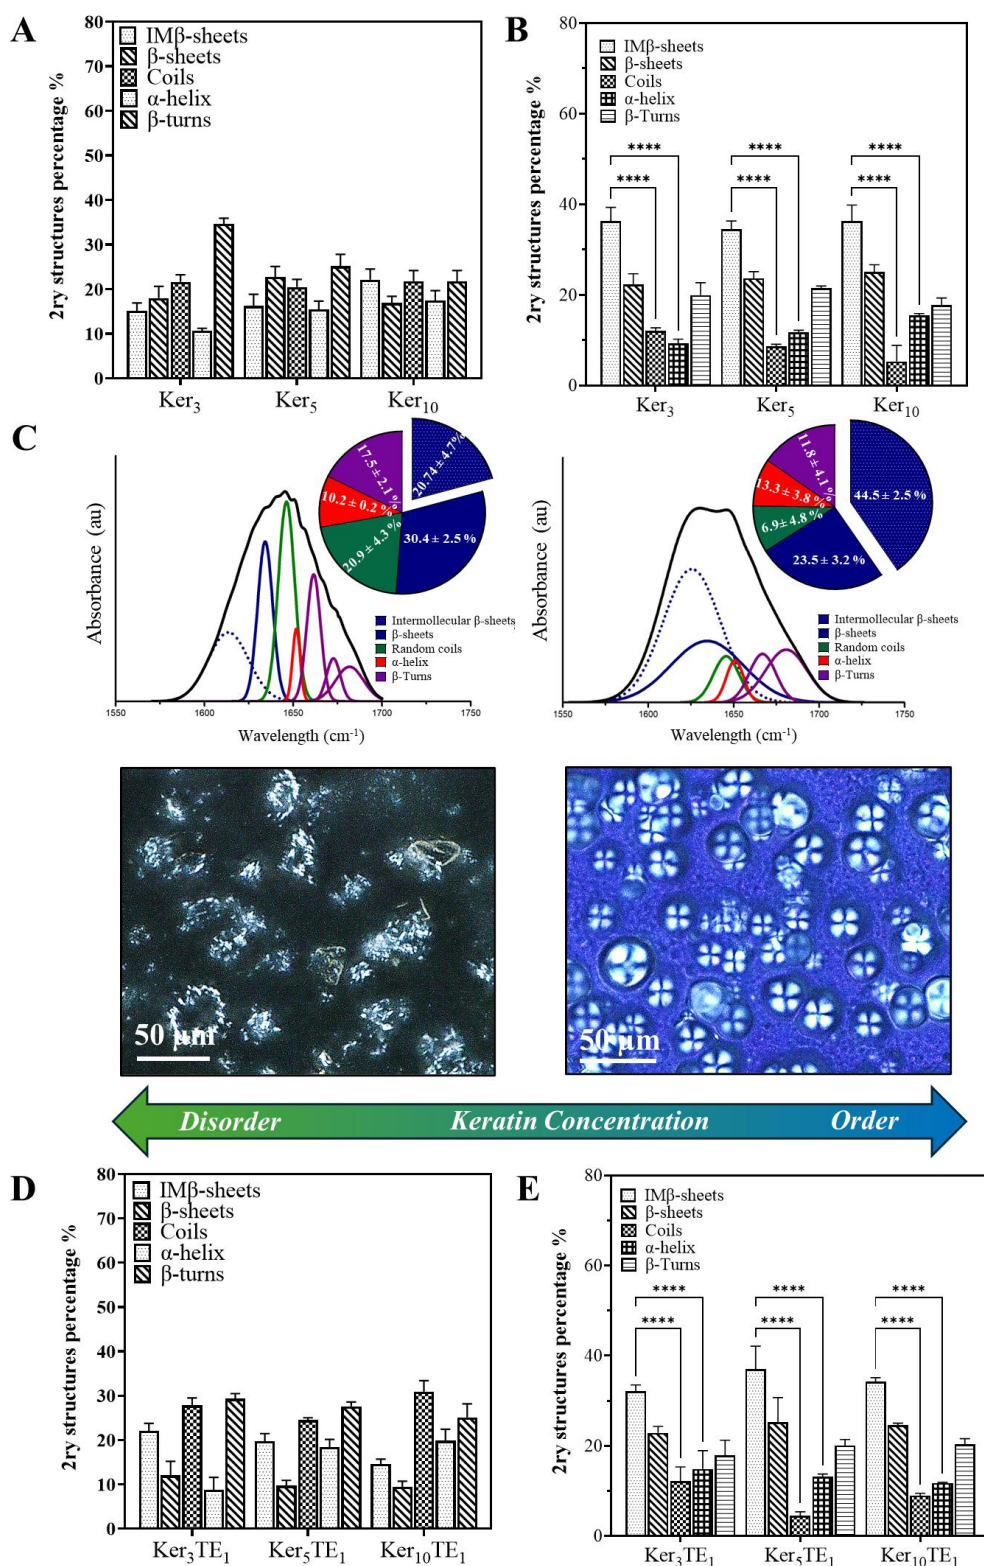 A
2ry structures percentage %
80
70
60
50
40
30
20
10
0
IMβ-sheets
β-sheets
Coils
α-helix
β-turns
Ker3
Ker5
Ker10
B
2ry structures percentage %
80
60
40
20
0
IMβ-sheets
β-sheets
Coils
α-helix
β-Turns
****
****
****
****
****
****
Ker3
Ker5
Ker10
C
Absorbance (au)
17.5 ± 2.1 %
20.74 ± 4.7%
10.2 ± 0.2 %
20.9 ± 4.3 %
30.4 ± 2.5 %
Intermollecular β-sheets
β-sheets
Random coils
α-helix
β-Turns
1550
1600
1650
1700
1750
Wavelength (cm-1)
Absorbance (au)
11.8 ± 4.1 %
13.3 ± 3.8 %
44.5 ± 2.5 %
6.9 ± 4.8 %
23.5 ± 3.2 %
Intermollecular β-sheets
β-sheets
Random coils
α-helix
β-Turns
1550
1600
1650
1700
1750
Wavelength (cm-1)
50 µm
50 µm
Disorder
Keratin Concentration
Order
D
2ry structures percentage %
80
70
60
50
40
30
20
10
0
IMβ-sheets
β-sheets
Coils
α-helix
β-turns
Ker3TE1
Ker5TE1
Ker10TE1
E
2ry structures percentage %
80
60
40
20
0
IMβ-sheets
β-sheets
Coils
α-helix
β-Turns
****
****
****
****
****
****
Ker3TE1
Ker5TE1
Ker10TE1